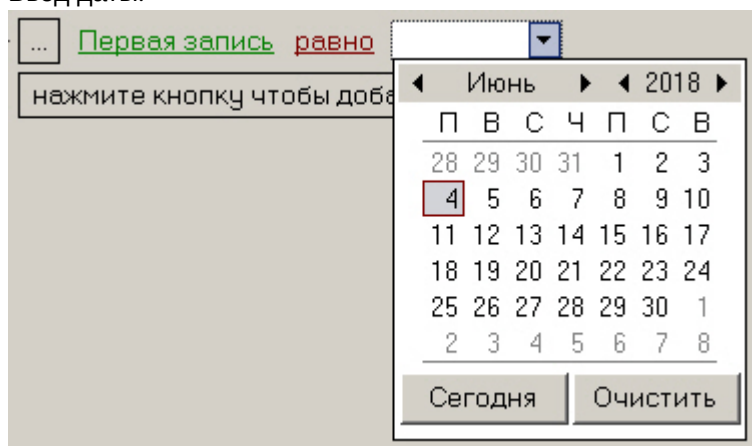 ... Первая запись равно
нажмите кнопку чтобы доба
Июнь 2018
П В С Ч П С В
28 29 30 31 1 2 3
4 5 6 7 8 9 10
11 12 13 14 15 16 17
18 19 20 21 22 23 24
25 26 27 28 29 30 1
2 3 4 5 6 7 8
Сегодня Очистить